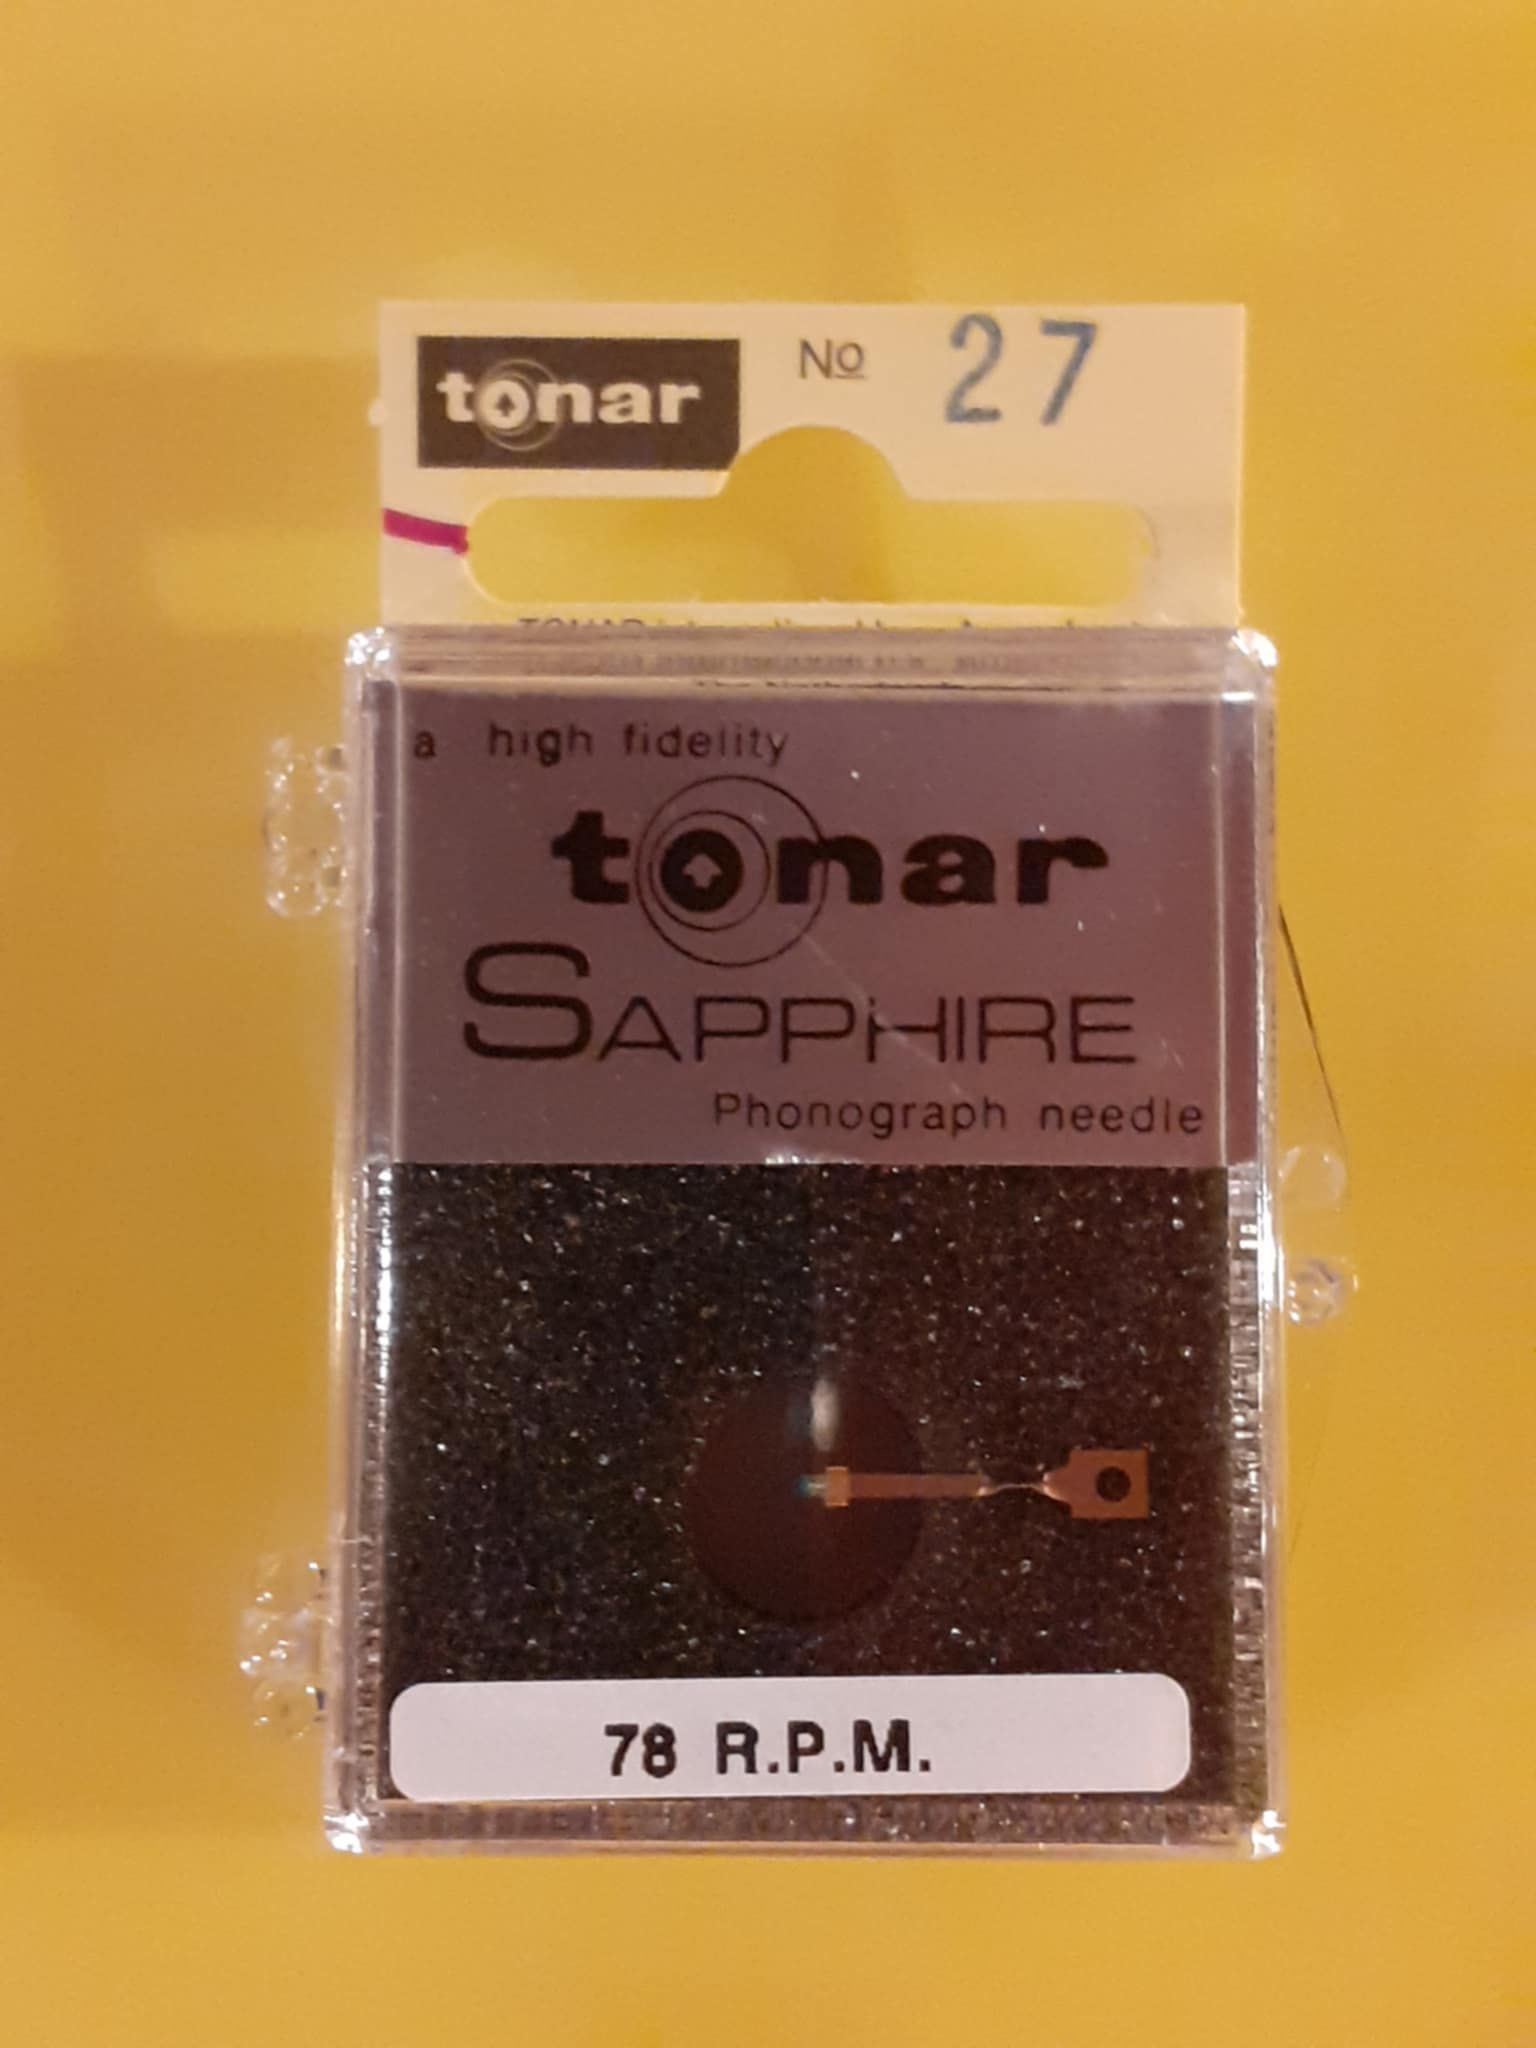 tonar
No 27
a high fidelity
tonar
SAPPHIRE
Phonograph needle
78 R.P.M.